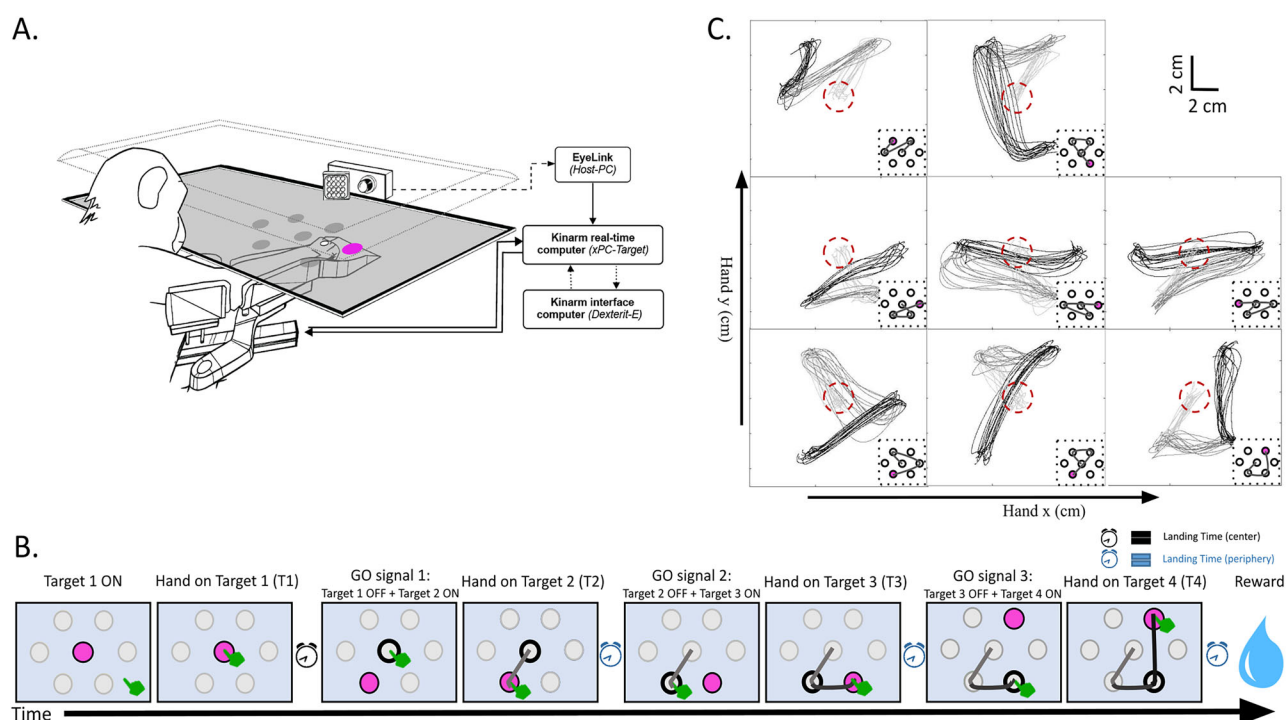 A.
EyeLink
(Host-PC)
Kinarm real-time
computer (xPC-Target)
Kinarm interface
computer (Dexterit-E)
C.
2 cm
2 cm
Hand y (cm)
Hand x (cm)
B.
Landing Time (center)
Landing Time (periphery)
Target 1 ON
Hand on Target 1 (T1)
GO signal 1:
Target 1 OFF + Target 2 ON
Hand on Target 2 (T2)
GO signal 2:
Target 2 OFF + Target 3 ON
Hand on Target 3 (T3)
GO signal 3:
Target 3 OFF + Target 4 ON
Hand on Target 4 (T4)
Reward
Time